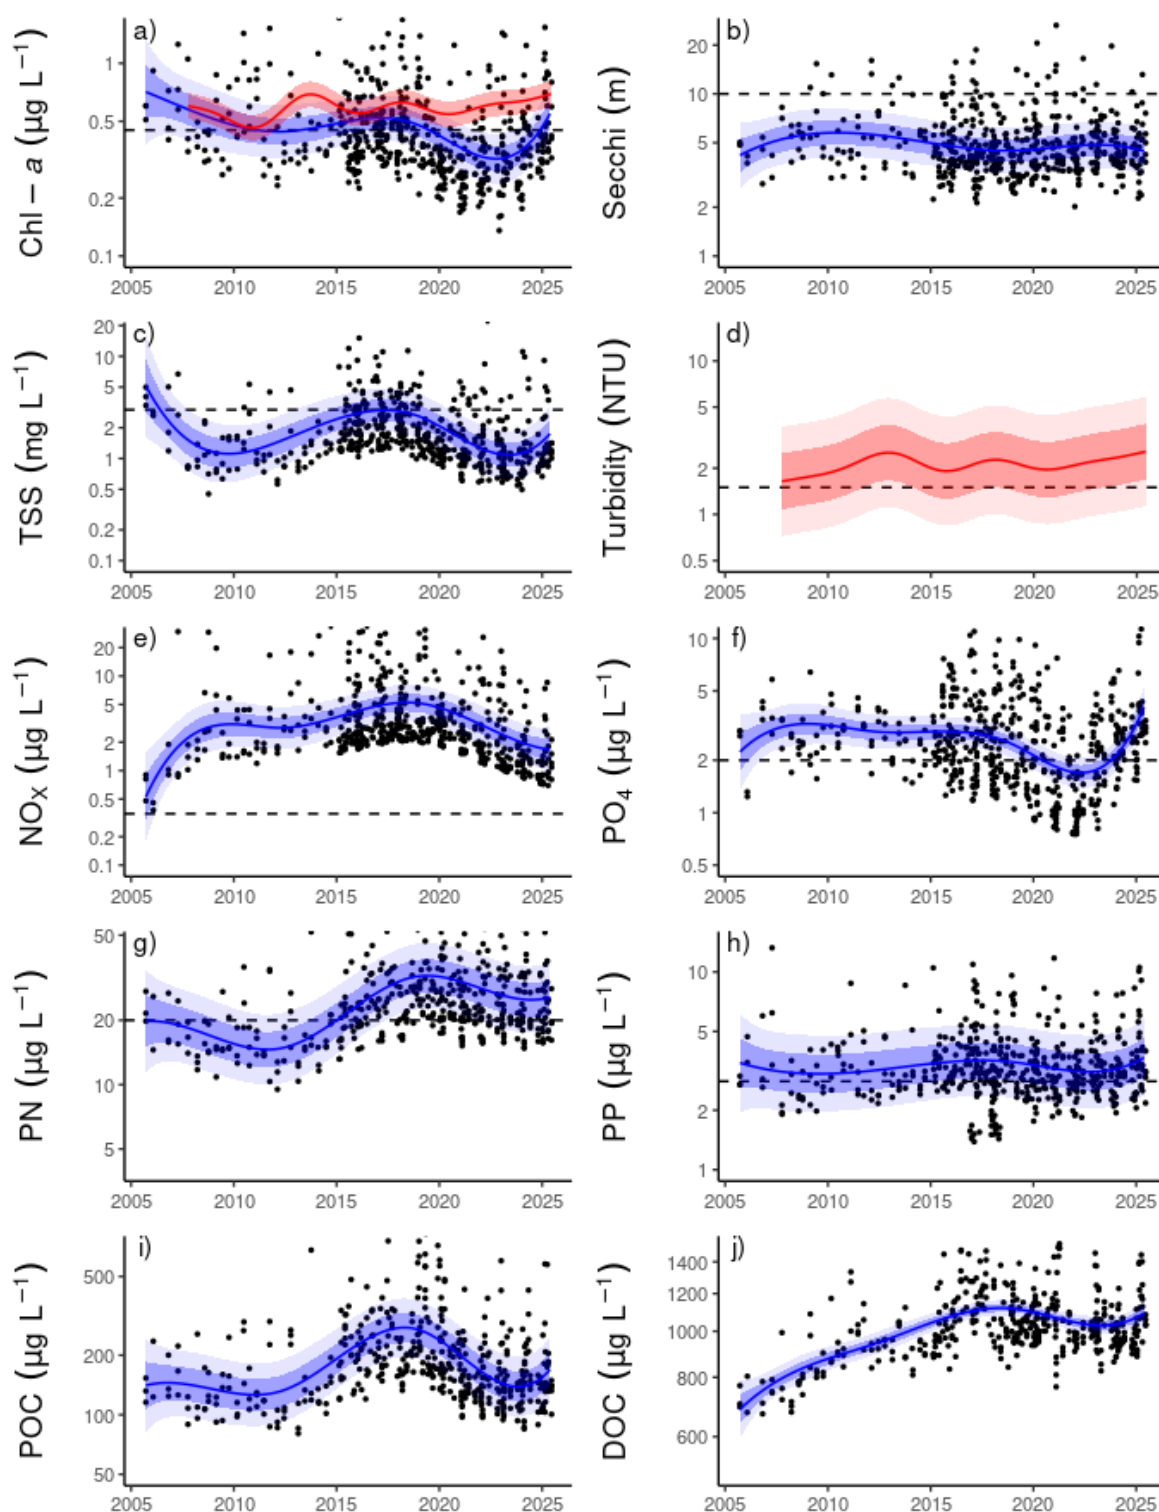 a)
Chl − a (µg L−1)
1
0.5
0.2
0.1
2005 2010 2015 2020 2025
b)
Secchi (m)
20
10
5
2
1
2005 2010 2015 2020 2025
c)
TSS (mg L−1)
20
10
5
2
1
0.5
0.2
0.1
2005 2010 2015 2020 2025
d)
Turbidity (NTU)
10
5
2
1
0.5
2005 2010 2015 2020 2025
e)
NOX (µg L−1)
20
10
5
2
1
0.5
0.2
0.1
2005 2010 2015 2020 2025
f)
PO4 (µg L−1)
10
5
2
1
0.5
2005 2010 2015 2020 2025
g)
PN (µg L−1)
50
20
10
5
2005 2010 2015 2020 2025
h)
PP (µg L−1)
10
5
2
1
2005 2010 2015 2020 2025
i)
POC (µg L−1)
500
200
100
50
2005 2010 2015 2020 2025
j)
DOC (µg L−1)
1400
1200
1000
800
600
2005 2010 2015 2020 2025